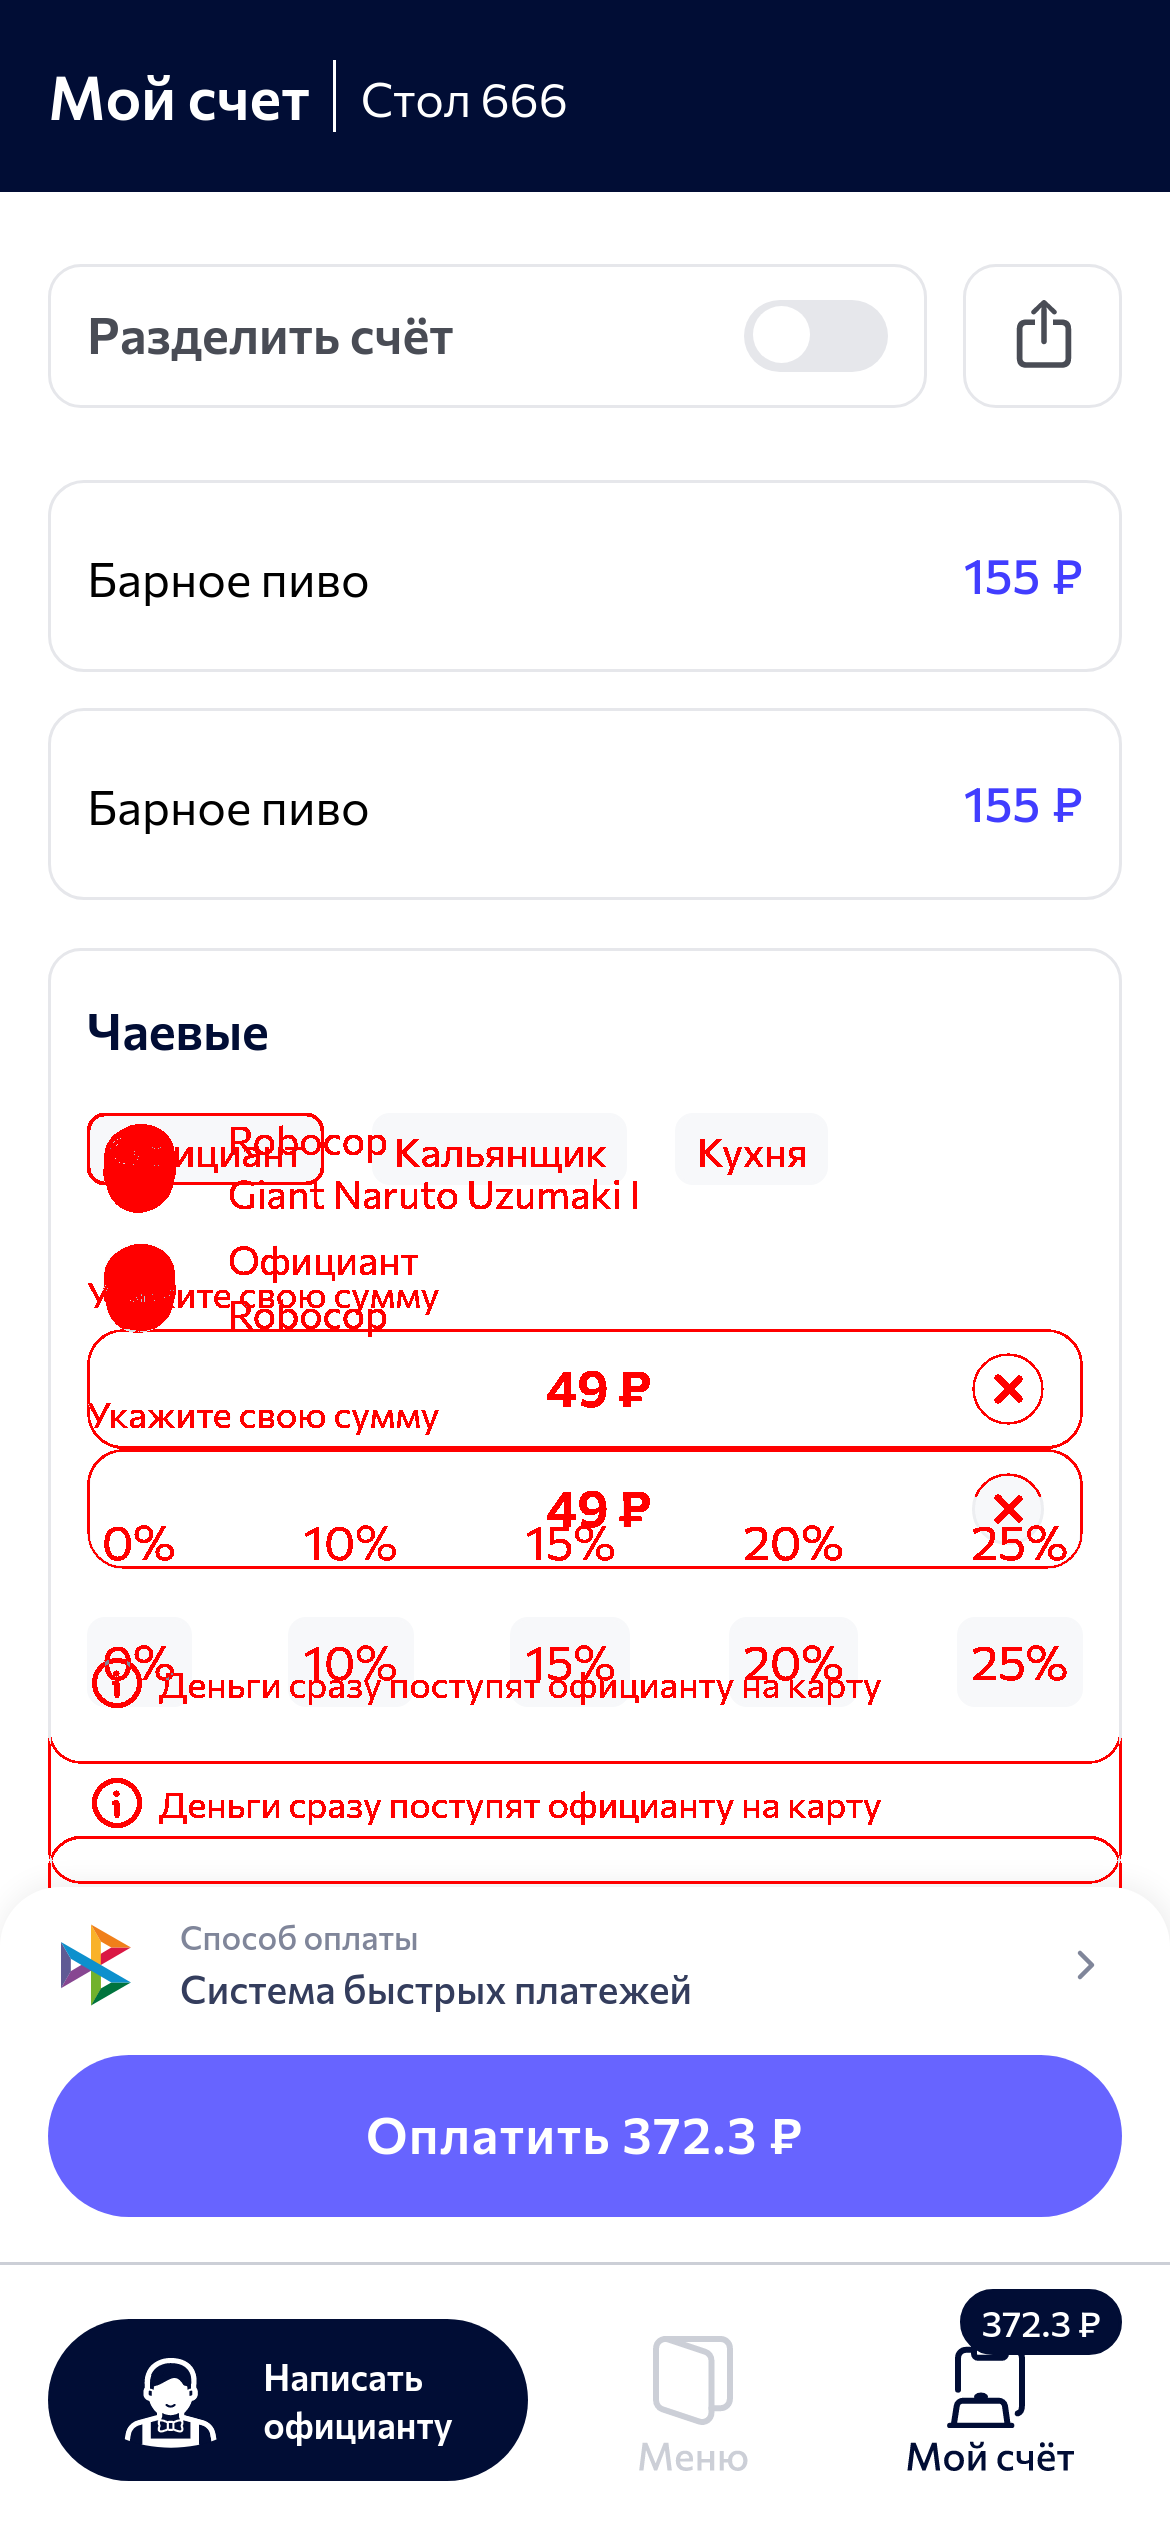 Мой счет
Стол 666
Разделить счёт
Барное пиво
155 ₽
Барное пиво
155 ₽
Чаевые
Robocop
Кальянщик
Кухня
Giant Naruto Uzumaki I
Официант
Укажите свою сумму
Robocop
49 ₽
Укажите свою сумму
49 ₽
0% 10% 15% 20% 25%
0% 10% 15% 20% 25%
Деньги сразу поступят официанту на карту
Деньги сразу поступят официанту на карту
Способ оплаты
Система быстрых платежей
Оплатить 372.3 ₽
372.3 ₽
Написать
официанту
Меню
Мой счёт